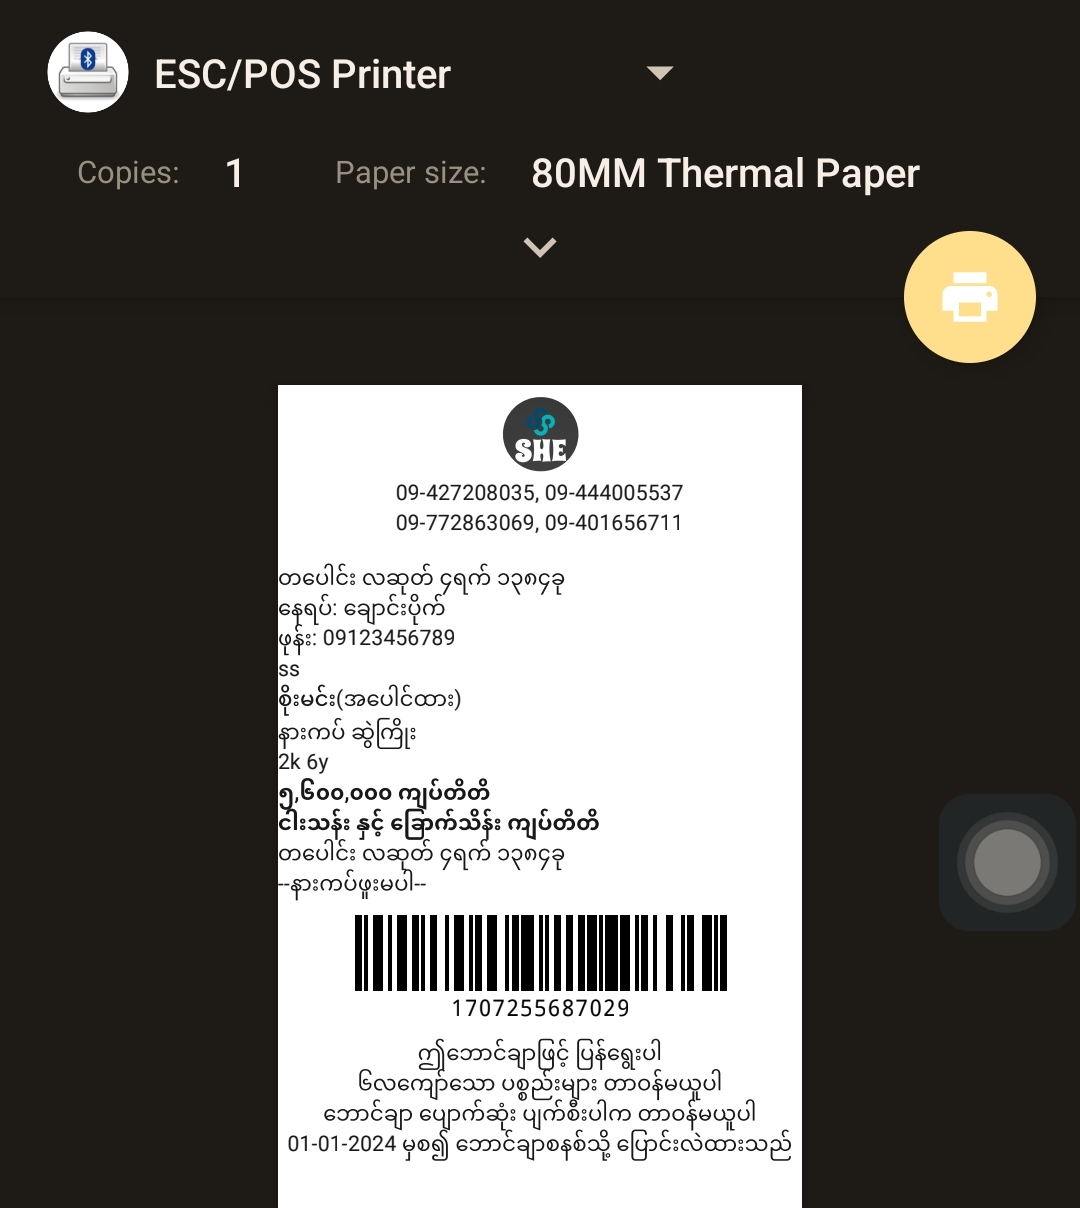 ESC/POS Printer
Copies: 1 Paper size: 80MM Thermal Paper
SHE
09-427208035, 09-444005537
09-772863069, 09-401656711
တပေါင်း လဆုတ် ၄ရက် ၁၃၈၄ခု
နေရပ်: ချောင်းပိုက်
ဖုန်း: 09123456789
ss
စိုးမင်း(အပေါင်ထား)
နားကပ် ဆွဲကြိုး
2k 6y
၅,၆၀၀,၀၀၀ ကျပ်တိတိ
ငါးသန်း နှင့် ခြောက်သိန်း ကျပ်တိတိ
တပေါင်း လဆုတ် ၄ရက် ၁၃၈၄ခု
--နားကပ်ဖူးမပါ--
1707255687029
ဤဘောင်ချာဖြင့် ပြန်ရွေးပါ
၆လကျော်သော ပစ္စည်းများ တာဝန်မယူပါ
ဘောင်ချာ ပျောက်ဆုံး ပျက်စီးပါက တာဝန်မယူပါ
01-01-2024 မှစ၍ ဘောင်ချာစနစ်သို့ ပြောင်းလဲထားသည်